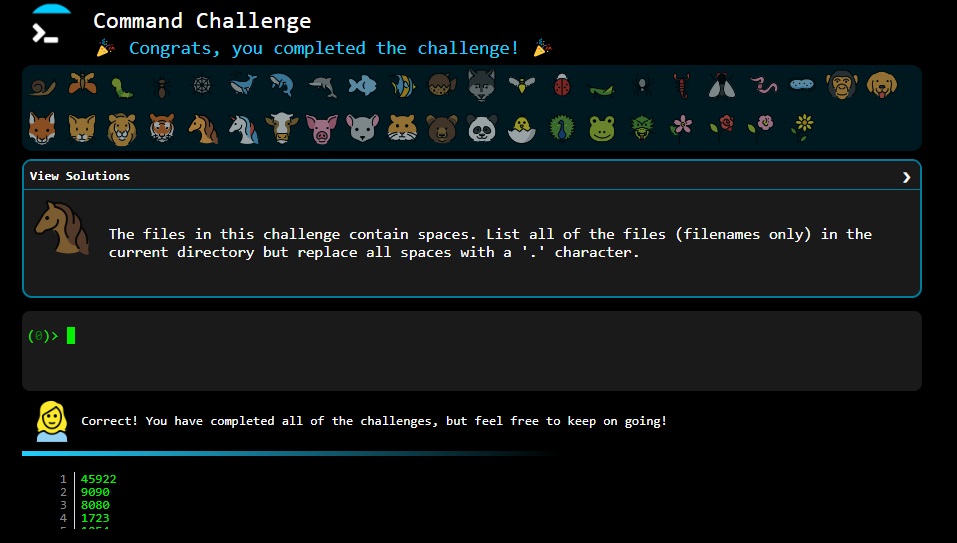 Command Challenge
🎉 Congrats, you completed the challenge! 🎉
View Solutions ❯
The files in this challenge contain spaces. List all of the files (filenames only) in the
current directory but replace all spaces with a '.' character.
(0)>
Correct! You have completed all of the challenges, but feel free to keep on going!
1 45922
2 9090
3 8080
4 1723